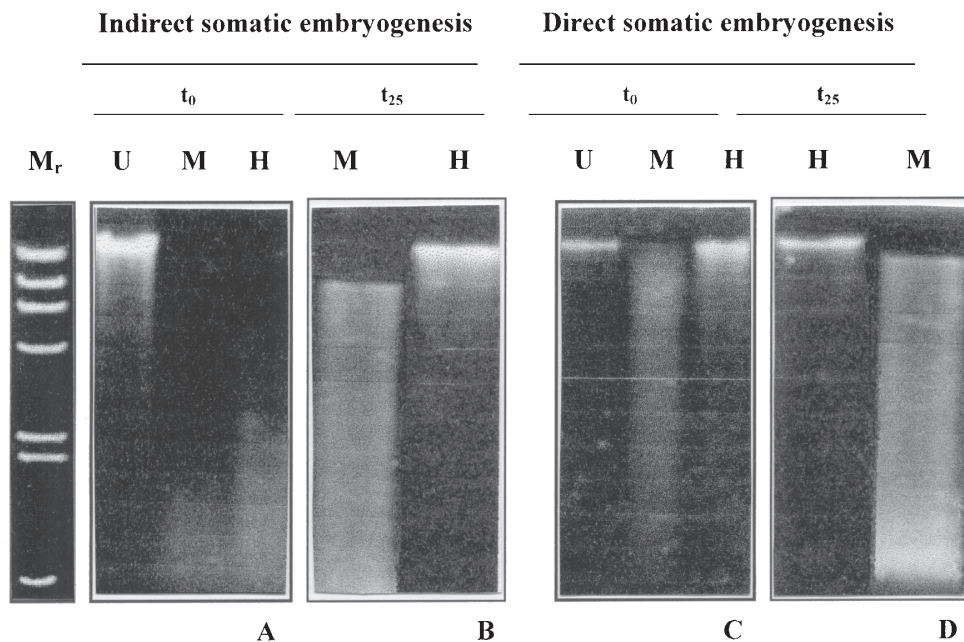 Indirect somatic embryogenesis Direct somatic embryogenesis
t₀ t₂₅ t₀ t₂₅
Mᵣ U M H M H U M H H M
A B C D